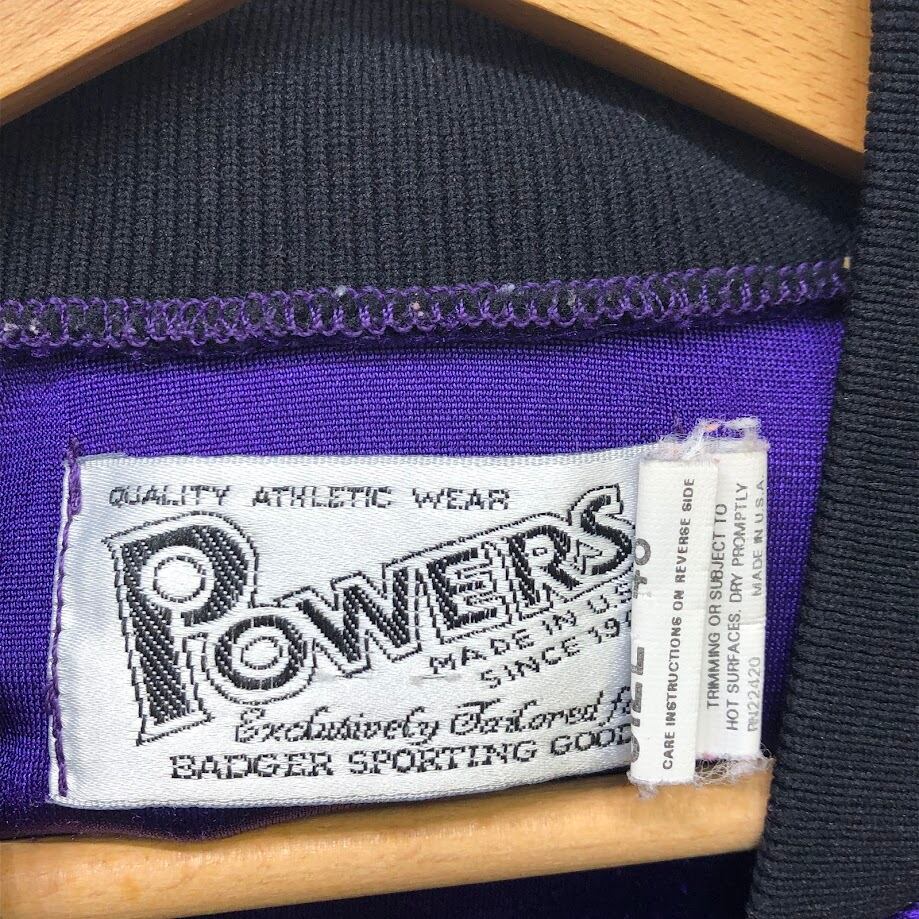 QUALITY ATHLETIC WEAR
POWERS
MADE IN U.S
SINCE 19
Exclusively Tailored f
BADGER SPORTING GOOD
CARE INSTRUCTIONS ON REVERSE SIDE
TRIMMING OR SUBJECT TO
HOT SURFACES. DRY PROMPTLY
RN22420 MADE IN U.S.A.